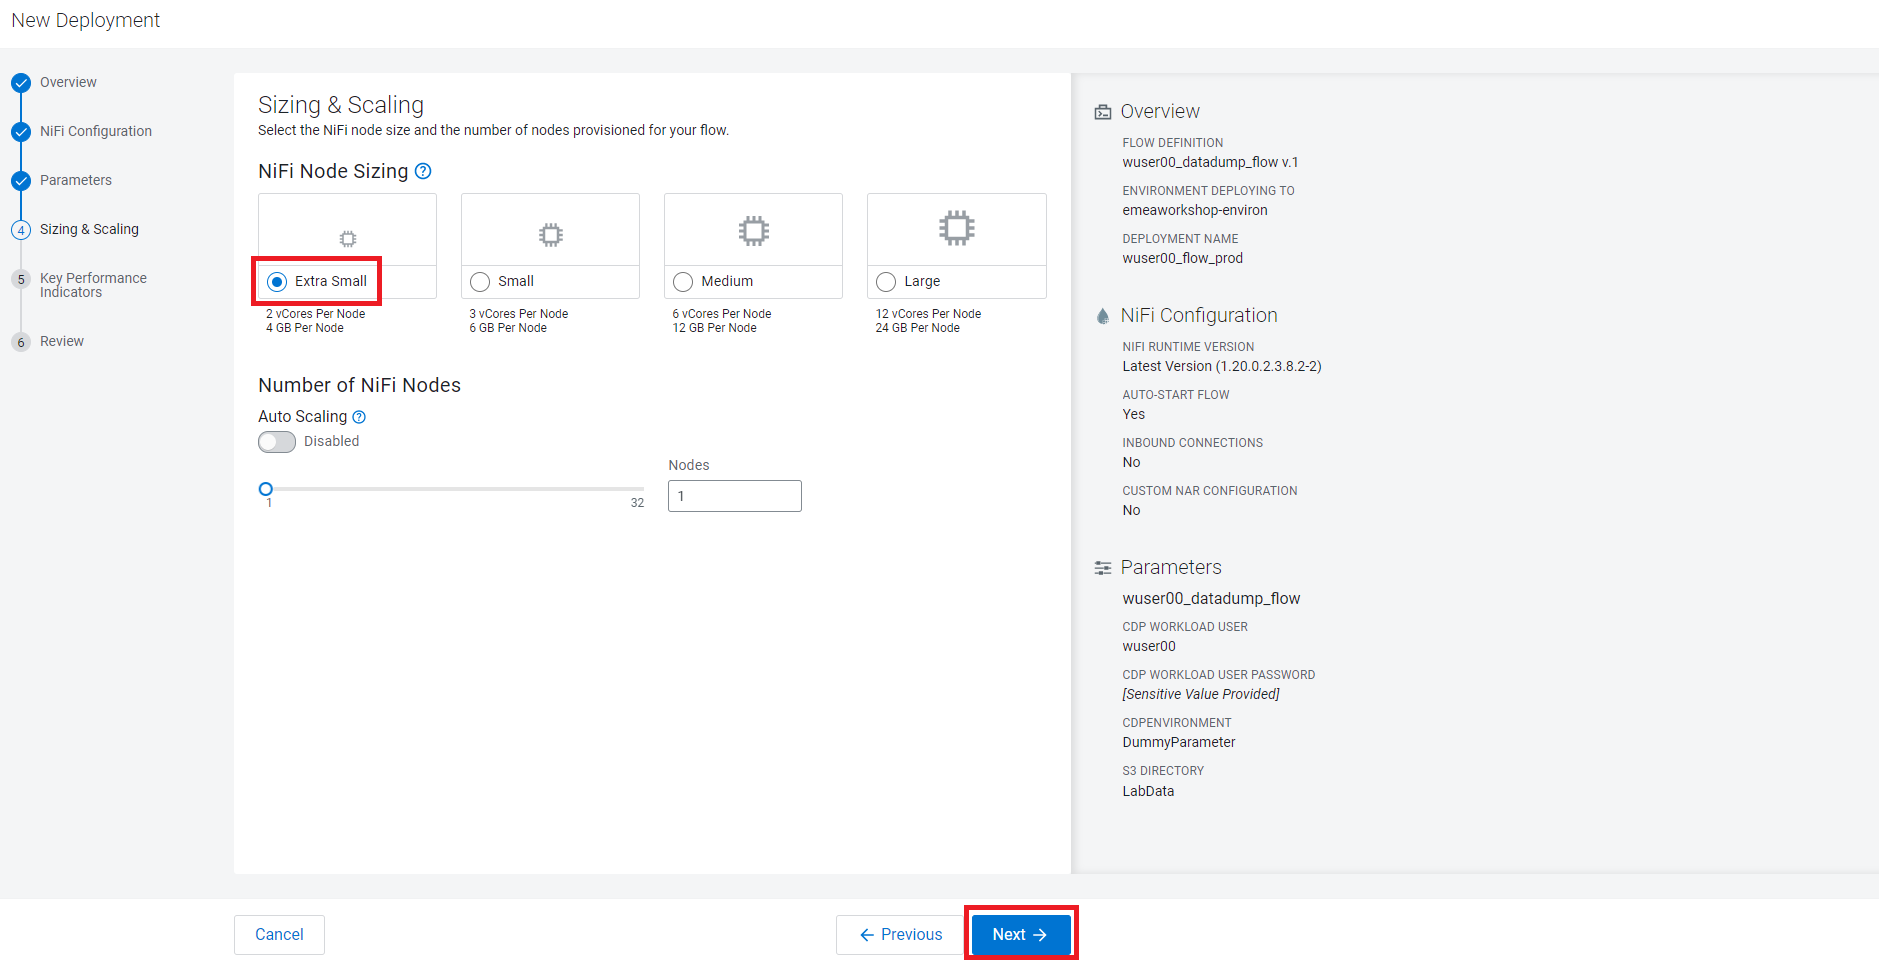 New Deployment
Overview
NiFi Configuration
Parameters
4 Sizing & Scaling
5 Key Performance
Indicators
6 Review
Sizing & Scaling
Select the NiFi node size and the number of nodes provisioned for your flow.
NiFi Node Sizing ?
Extra Small
2 vCores Per Node
4 GB Per Node
Small
3 vCores Per Node
6 GB Per Node
Medium
6 vCores Per Node
12 GB Per Node
Large
12 vCores Per Node
24 GB Per Node
Number of NiFi Nodes
Auto Scaling ?
Disabled
1
32
Nodes
1
Overview
FLOW DEFINITION
wuser00_datadump_flow v.1
ENVIRONMENT DEPLOYING TO
emeaworkshop-environ
DEPLOYMENT NAME
wuser00_flow_prod
NiFi Configuration
NIFI RUNTIME VERSION
Latest Version (1.20.0.2.3.8.2-2)
AUTO-START FLOW
Yes
INBOUND CONNECTIONS
No
CUSTOM NAR CONFIGURATION
No
Parameters
wuser00_datadump_flow
CDP WORKLOAD USER
wuser00
CDP WORKLOAD USER PASSWORD
[Sensitive Value Provided]
CDPENVIRONMENT
DummyParameter
S3 DIRECTORY
LabData
Cancel
← Previous
Next →